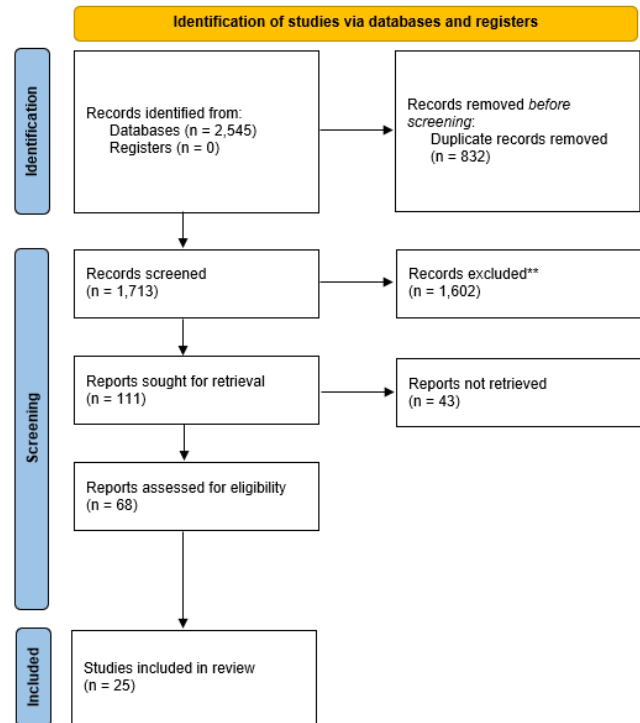 Identification of studies via databases and registers
Identification
Records identified from:
Databases (n = 2,545)
Registers (n = 0)
Records removed before
screening:
Duplicate records removed
(n = 832)
Screening
Records screened
(n = 1,713)
Records excluded**
(n = 1,602)
Reports sought for retrieval
(n = 111)
Reports not retrieved
(n = 43)
Reports assessed for eligibility
(n = 68)
Included
Studies included in review
(n = 25)